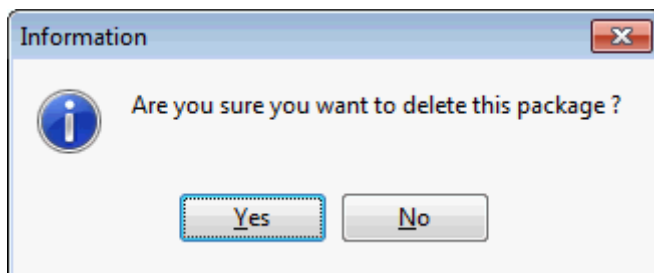 Information
Are you sure you want to delete this package ?
Yes
No